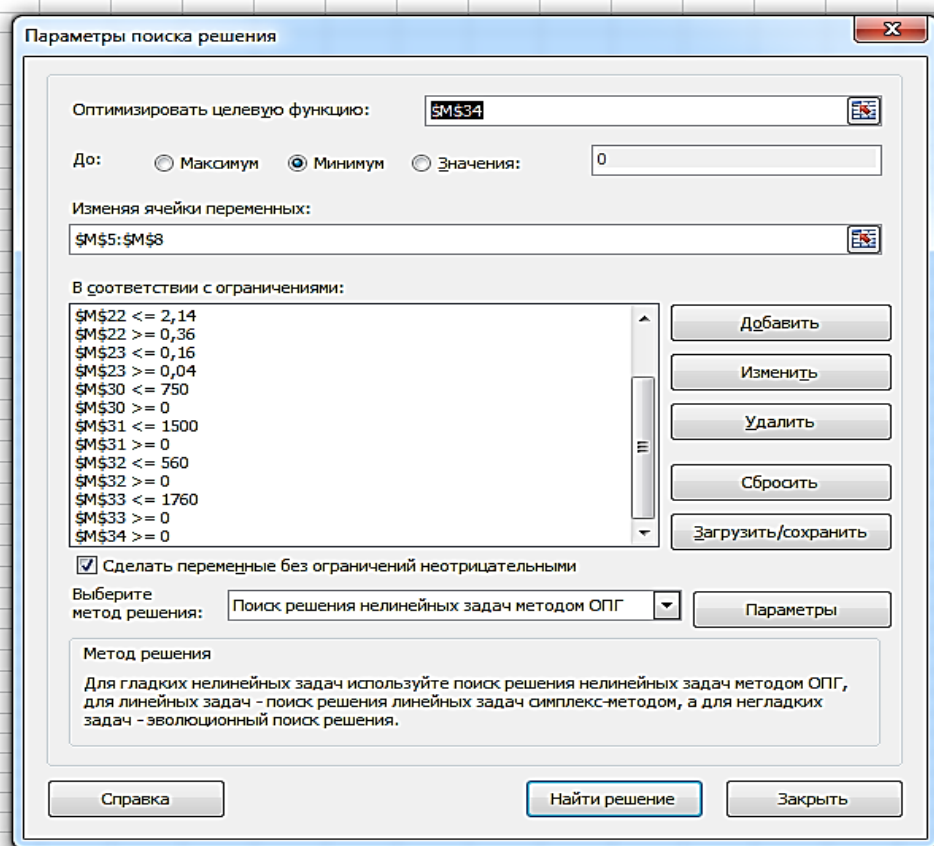 Параметры поиска решения
Оптимизировать целевую функцию: $M$34
До: Максимум Минимум Значения: 0
Изменяя ячейки переменных:
$M$5:$M$8
В соответствии с ограничениями:
$M$22 <= 2,14
$M$22 >= 0,36
$M$23 <= 0,16
$M$23 >= 0,04
$M$30 <= 750
$M$30 >= 0
$M$31 <= 1500
$M$31 >= 0
$M$32 <= 560
$M$32 >= 0
$M$33 <= 1760
$M$33 >= 0
$M$34 >= 0
Добавить
Изменить
Удалить
Сбросить
Загрузить/сохранить
Сделать переменные без ограничений неотрицательными
Выберите
метод решения: Поиск решения нелинейных задач методом ОПГ Параметры
Метод решения
Для гладких нелинейных задач используйте поиск решения нелинейных задач методом ОПГ,
для линейных задач - поиск решения линейных задач симплекс-методом, а для негладких
задач - эволюционный поиск решения.
Справка Найти решение Закрыть